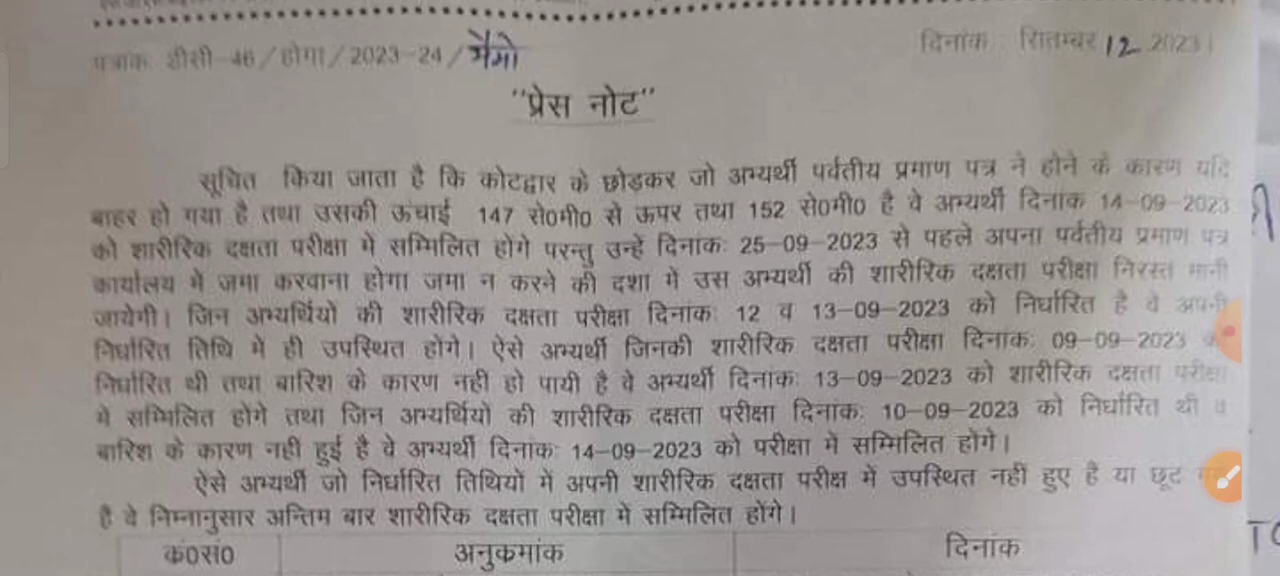 पत्रांक डीसी-46/होगा/2023-24/मैमो
दिनांक सितम्बर 12 2023।
"प्रेस नोट"
सूचित किया जाता है कि कोटद्वार के छोडकर जो अभ्यर्थी पर्वतीय प्रमाण पत्र ने होने के कारण यदि
बाहर हो गया है तथा उसकी ऊंचाई 147 से0मी0 से ऊपर तथा 152 से0मी0 है वे अभ्यर्थी दिनांक 14-09-2023
को शारीरिक दक्षता परीक्षा मे सम्मिलित होगे परन्तु उन्हें दिनांकः 25-09-2023 से पहले अपना पर्वतीय प्रमाण पत्र
कार्यालय मे जमा करवाना होगा जमा न करने की दशा में उस अभ्यर्थी की शारीरिक दक्षता परीक्षा निरस्त मानी
जायेगी। जिन अभ्यर्थियों की शारीरिक दक्षता परीक्षा दिनांकः 12 व 13-09-2023 को निर्धारित है वे अपनी
निर्धारित तिथि में ही उपस्थित होंगे। ऐसे अभ्यर्थी जिनकी शारीरिक दक्षता परीक्षा दिनांकः 09-09-2023
निर्धारित थी तथा बारिश के कारण नही हो पायी है वे अभ्यर्थी दिनांकः 13-09-2023 को शारीरिक दक्षता परीक्षा
मे सम्मिलित होंगे तथा जिन अभ्यर्थियों की शारीरिक दक्षता परीक्षा दिनांकः 10-09-2023 को निर्धारित थी व
बारिश के कारण नही हुई है वे अभ्यर्थी दिनांकः 14-09-2023 को परीक्षा मे सम्मिलित होंगे।
ऐसे अभ्यर्थी जो निर्धारित तिथियों में अपनी शारीरिक दक्षता परीक्ष में उपस्थित नहीं हुए है या छूट
है वे निम्नानुसार अन्तिम बार शारीरिक दक्षता परीक्षा मे सम्मिलित होंगे।
कं0सं0 अनुकमांक दिनांक